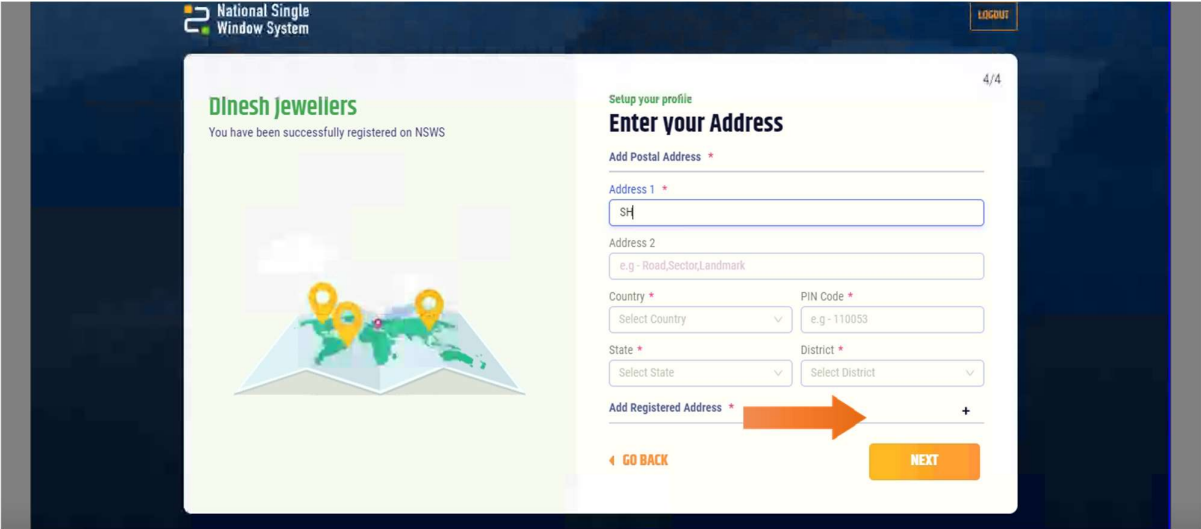 National Single
Window System
LOGOUT
4/4
Dinesh Jewellers
You have been successfully registered on NSWS
Setup your profile
Enter your Address
Add Postal Address *
Address 1 *
SH
Address 2
e.g - Road,Sector,Landmark
Country * PIN Code *
Select Country e.g - 110053
State * District *
Select State Select District
Add Registered Address * +
GO BACK NEXT